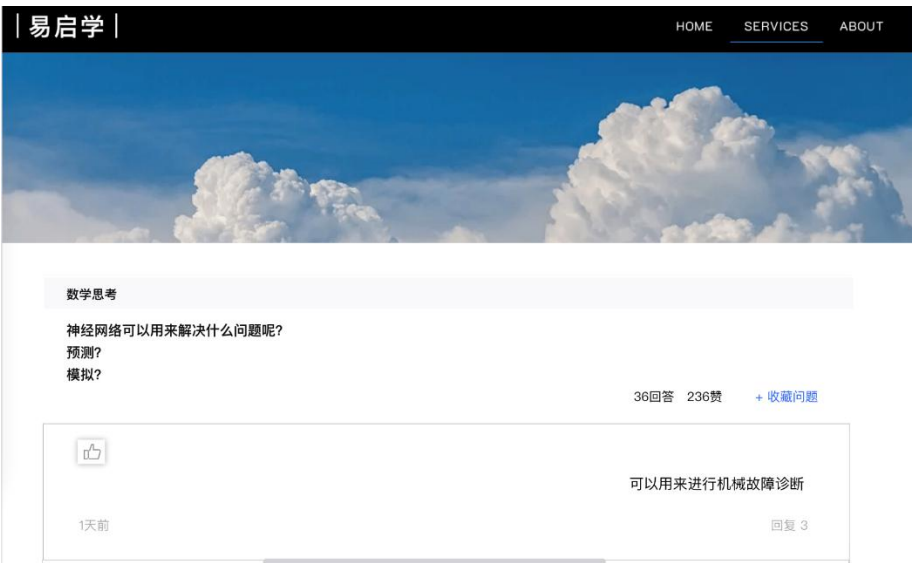 |易启学|
HOME SERVICES ABOUT
数学思考
神经网络可以用来解决什么问题呢?
预测?
模拟?
36回答 236赞 + 收藏问题
可以用来进行机械故障诊断
1天前 回复 3